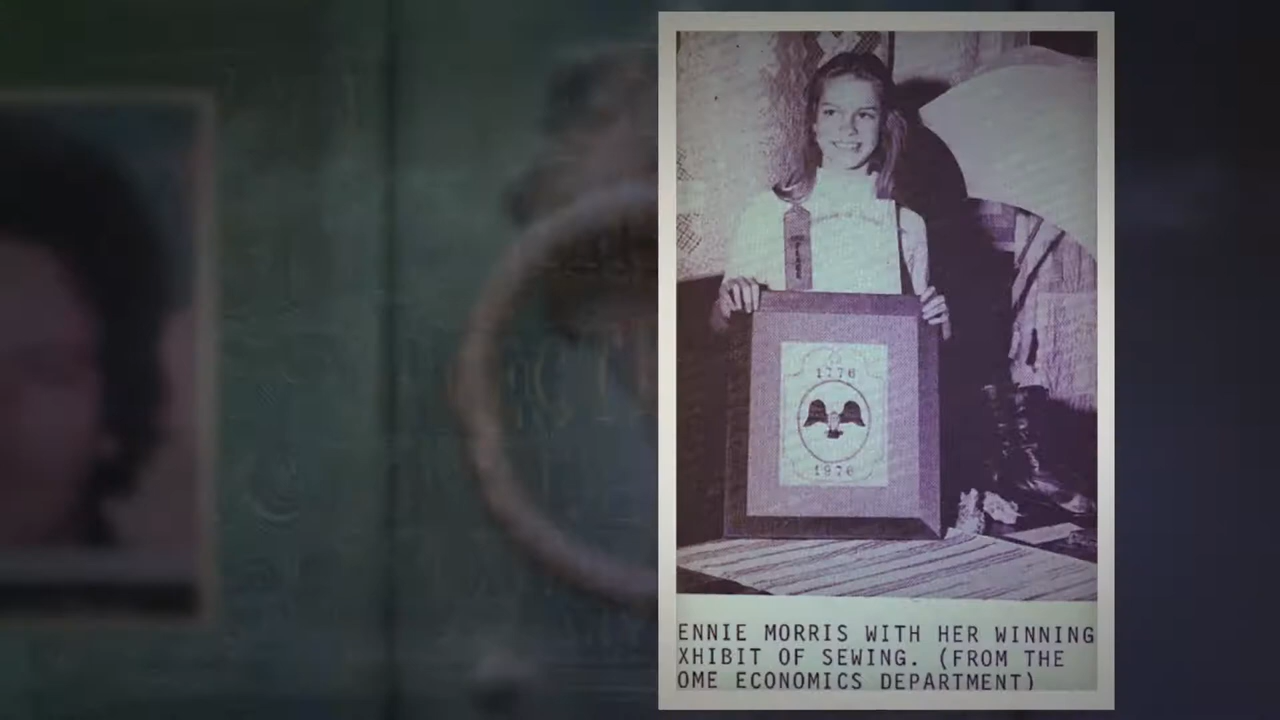 1776
1976
ENNIE MORRIS WITH HER WINNING
XHIBIT OF SEWING. (FROM THE
OME ECONOMICS DEPARTMENT)